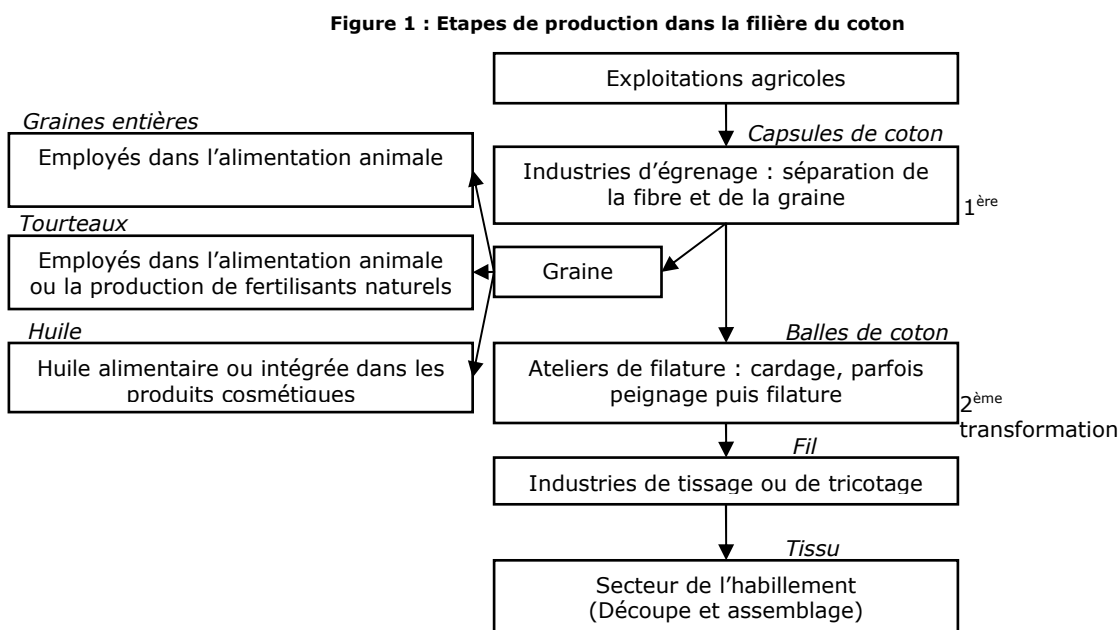 Figure 1 : Etapes de production dans la filière du coton
Exploitations agricoles
Capsules de coton
Industries d'égrenage : séparation de
la fibre et de la graine
1ère
Graine
Graines entières
Employés dans l'alimentation animale
Tourteaux
Employés dans l'alimentation animale
ou la production de fertilisants naturels
Huile
Huile alimentaire ou intégrée dans les
produits cosmétiques
Balles de coton
Ateliers de filature : cardage, parfois
peignage puis filature
2ème
transformation
Fil
Industries de tissage ou de tricotage
Tissu
Secteur de l'habillement
(Découpe et assemblage)